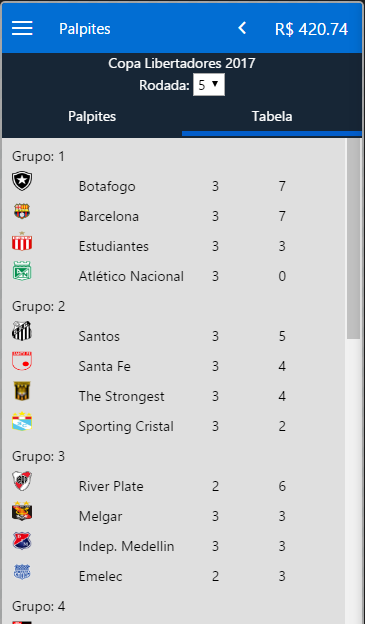 Palpites R$ 420.74
Copa Libertadores 2017
Rodada: 5
Palpites Tabela
Grupo: 1
Botafogo 3 7
Barcelona 3 7
Estudiantes 3 3
Atlético Nacional 3 0
Grupo: 2
Santos 3 5
Santa Fe 3 4
The Strongest 3 4
Sporting Cristal 3 2
Grupo: 3
River Plate 2 6
Melgar 3 3
Indep. Medellin 3 3
Emelec 2 3
Grupo: 4